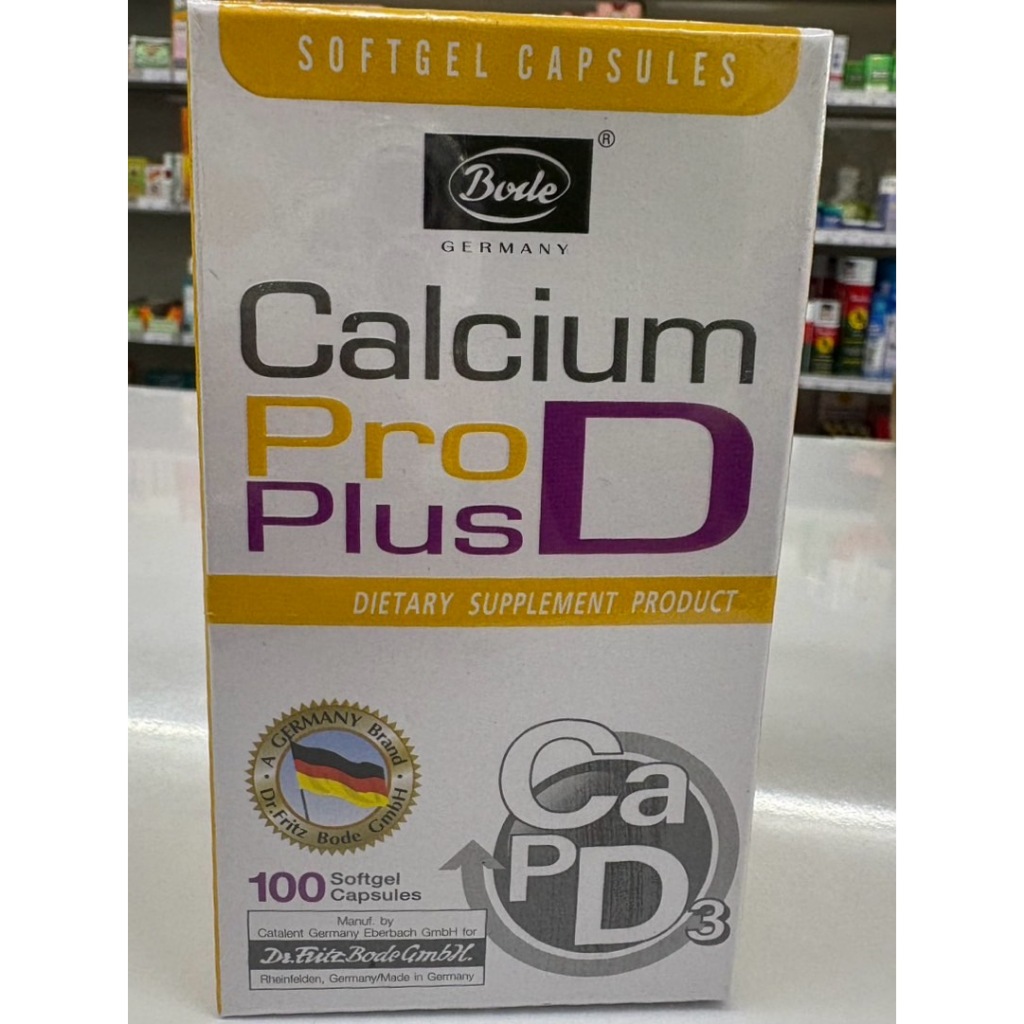 SOFTGEL CAPSULES
Bode
®
GERMANY
Calcium
Pro
Plus D
DIETARY SUPPLEMENT PRODUCT
· A GERMANY Brand ·
Dr.Fritz Bode GmbH
100 Softgel
Capsules
Ca
P D3
Manuf. by
Catalent Germany Eberbach GmbH for
Dr.Fritz Bode GmbH.
Rheinfelden, Germany/Made in Germany